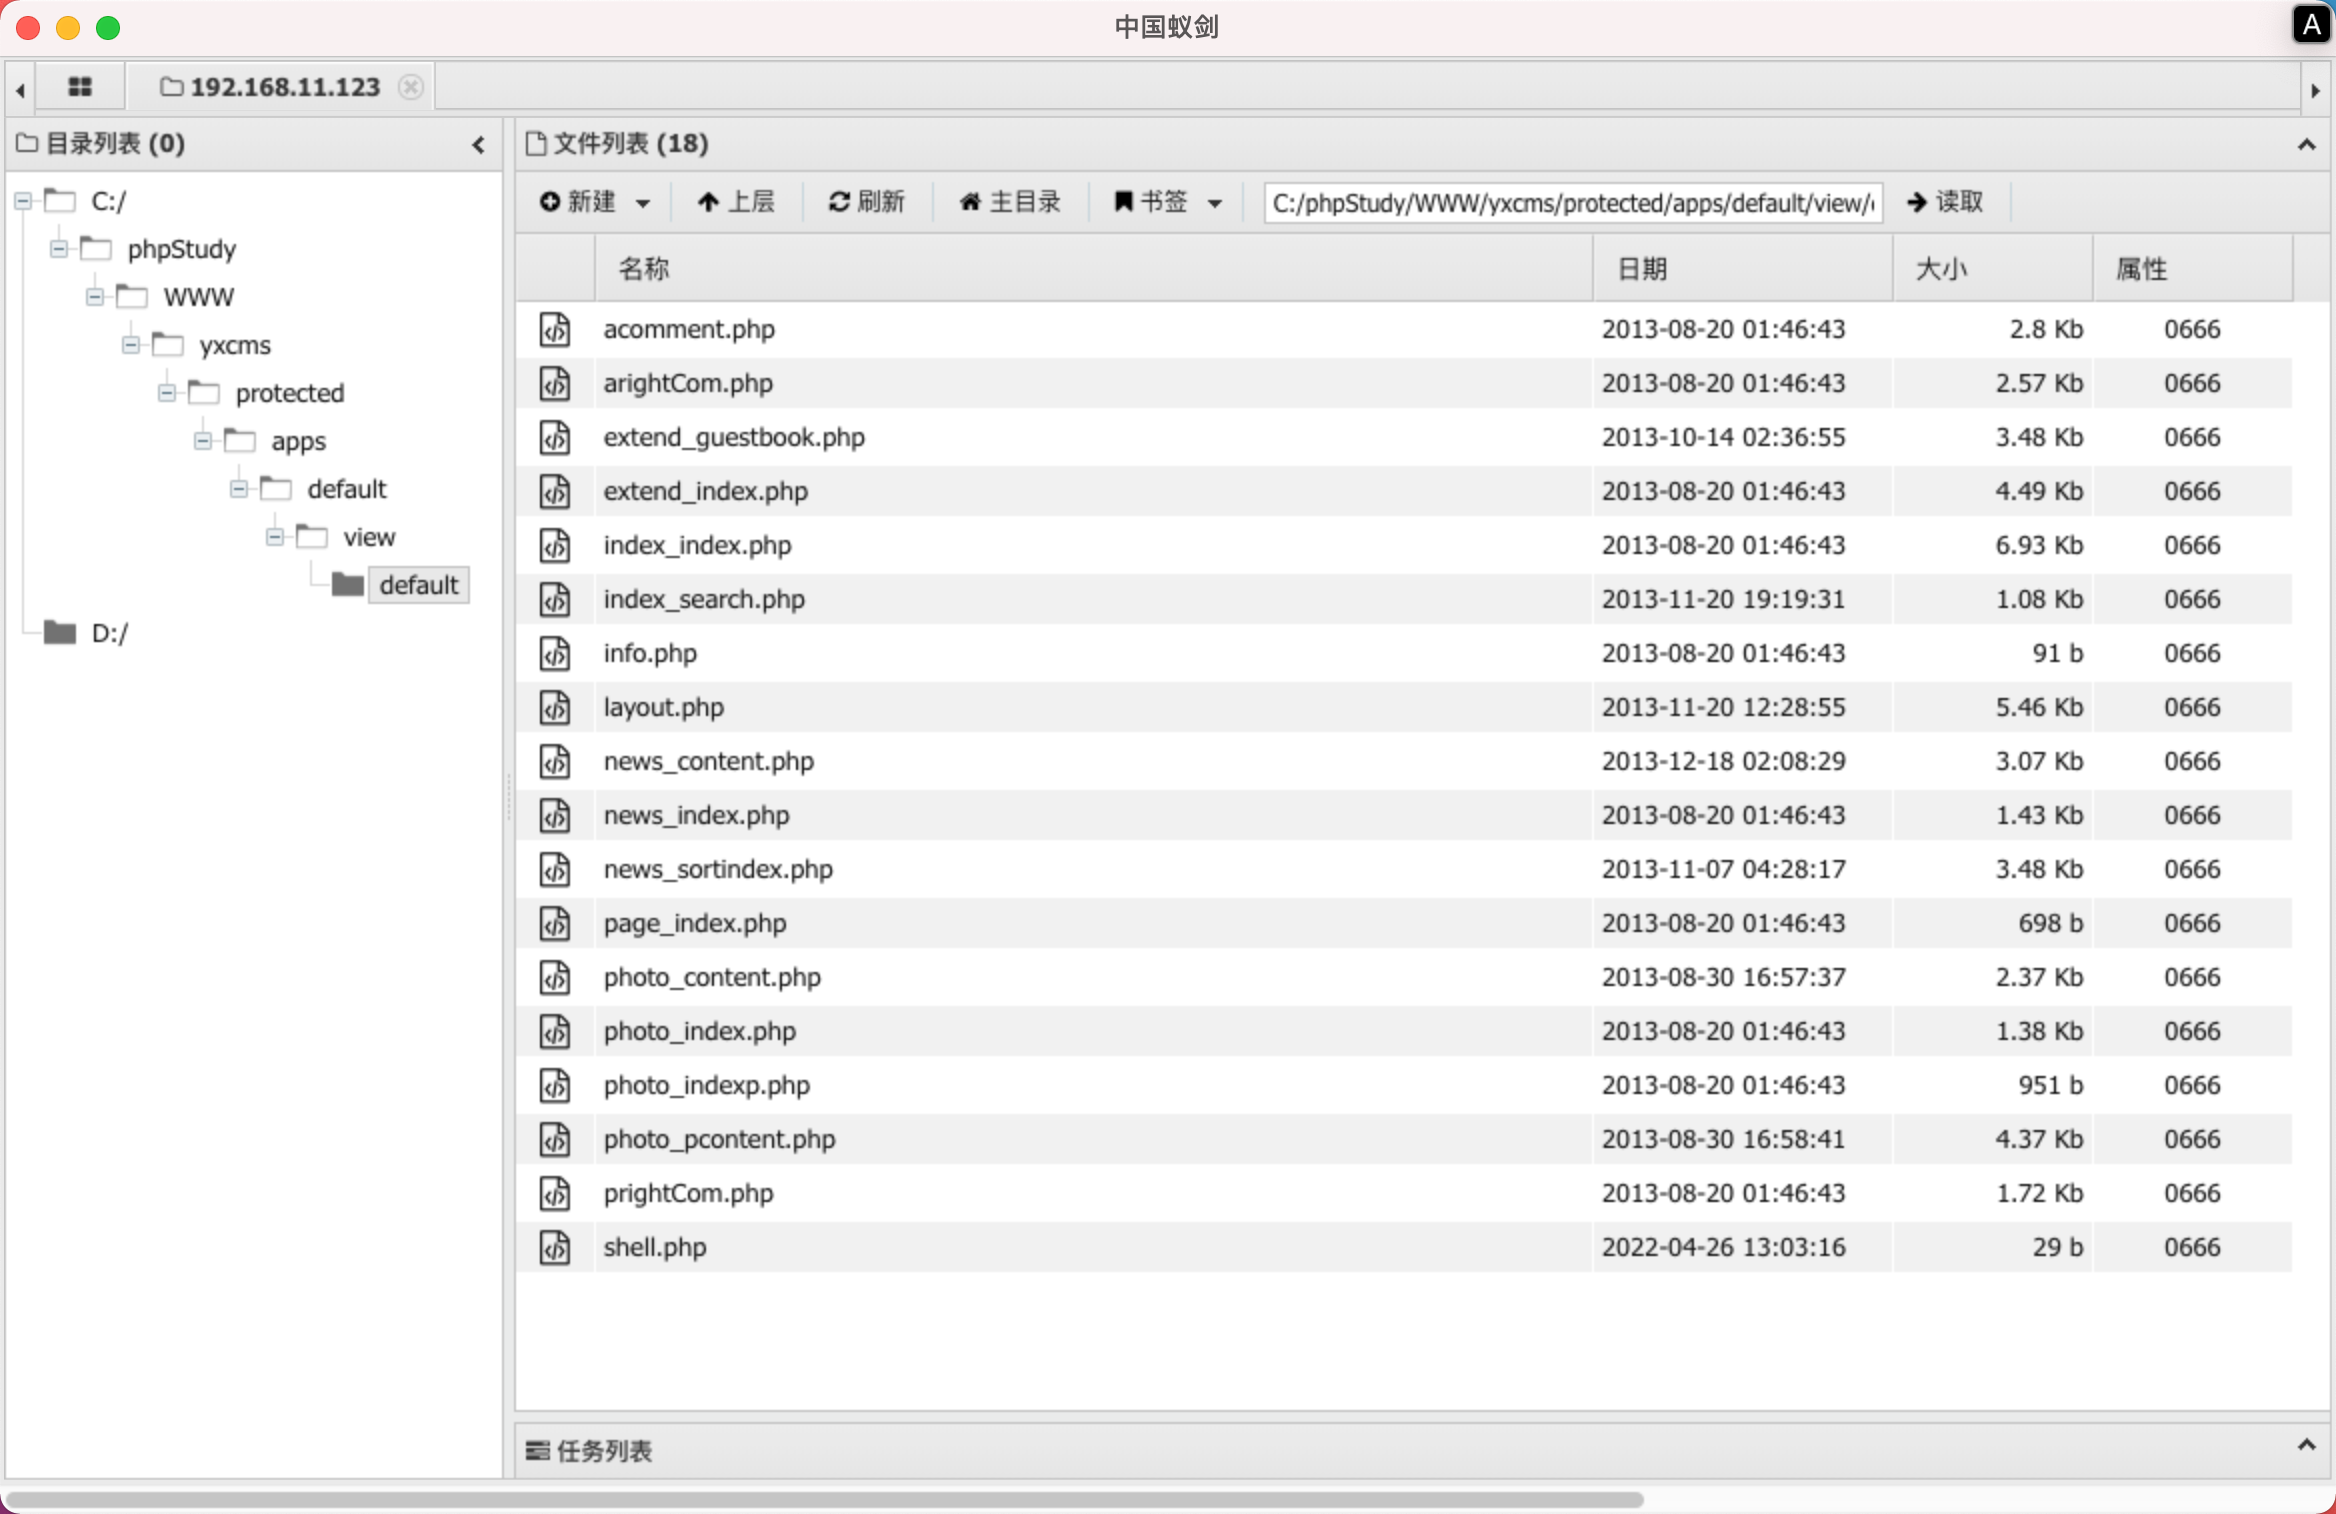 中国蚁剑
A
192.168.11.123
目录列表 (0)
C:/
phpStudy
WWW
yxcms
protected
apps
default
view
default
D:/
文件列表 (18)
新建 上层 刷新 主目录 书签 C:/phpStudy/WWW/yxcms/protected/apps/default/view/ 读取
名称 日期 大小 属性
acomment.php 2013-08-20 01:46:43 2.8 Kb 0666
arightCom.php 2013-08-20 01:46:43 2.57 Kb 0666
extend_guestbook.php 2013-10-14 02:36:55 3.48 Kb 0666
extend_index.php 2013-08-20 01:46:43 4.49 Kb 0666
index_index.php 2013-08-20 01:46:43 6.93 Kb 0666
index_search.php 2013-11-20 19:19:31 1.08 Kb 0666
info.php 2013-08-20 01:46:43 91 b 0666
layout.php 2013-11-20 12:28:55 5.46 Kb 0666
news_content.php 2013-12-18 02:08:29 3.07 Kb 0666
news_index.php 2013-08-20 01:46:43 1.43 Kb 0666
news_sortindex.php 2013-11-07 04:28:17 3.48 Kb 0666
page_index.php 2013-08-20 01:46:43 698 b 0666
photo_content.php 2013-08-30 16:57:37 2.37 Kb 0666
photo_index.php 2013-08-20 01:46:43 1.38 Kb 0666
photo_indexp.php 2013-08-20 01:46:43 951 b 0666
photo_pcontent.php 2013-08-30 16:58:41 4.37 Kb 0666
prightCom.php 2013-08-20 01:46:43 1.72 Kb 0666
shell.php 2022-04-26 13:03:16 29 b 0666
任务列表